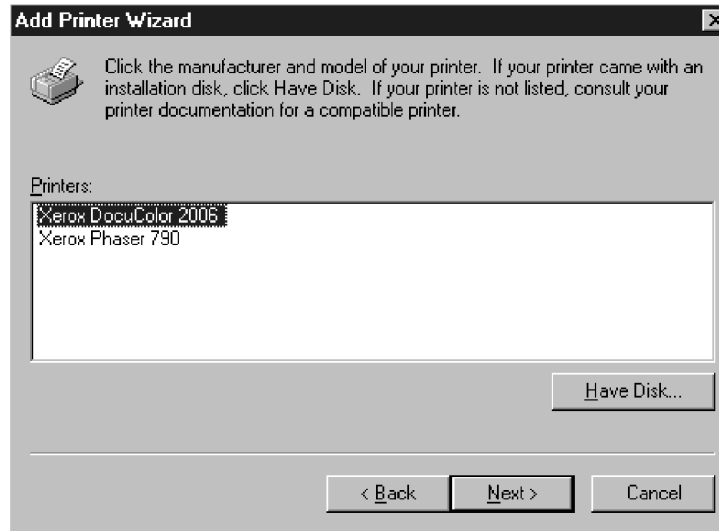 Add Printer Wizard
Click the manufacturer and model of your printer.  If your printer came with an
installation disk, click Have Disk.  If your printer is not listed, consult your
printer documentation for a compatible printer.
Printers:
Xerox DocuColor 2006
Xerox Phaser 790
Have Disk...
< Back
Next >
Cancel